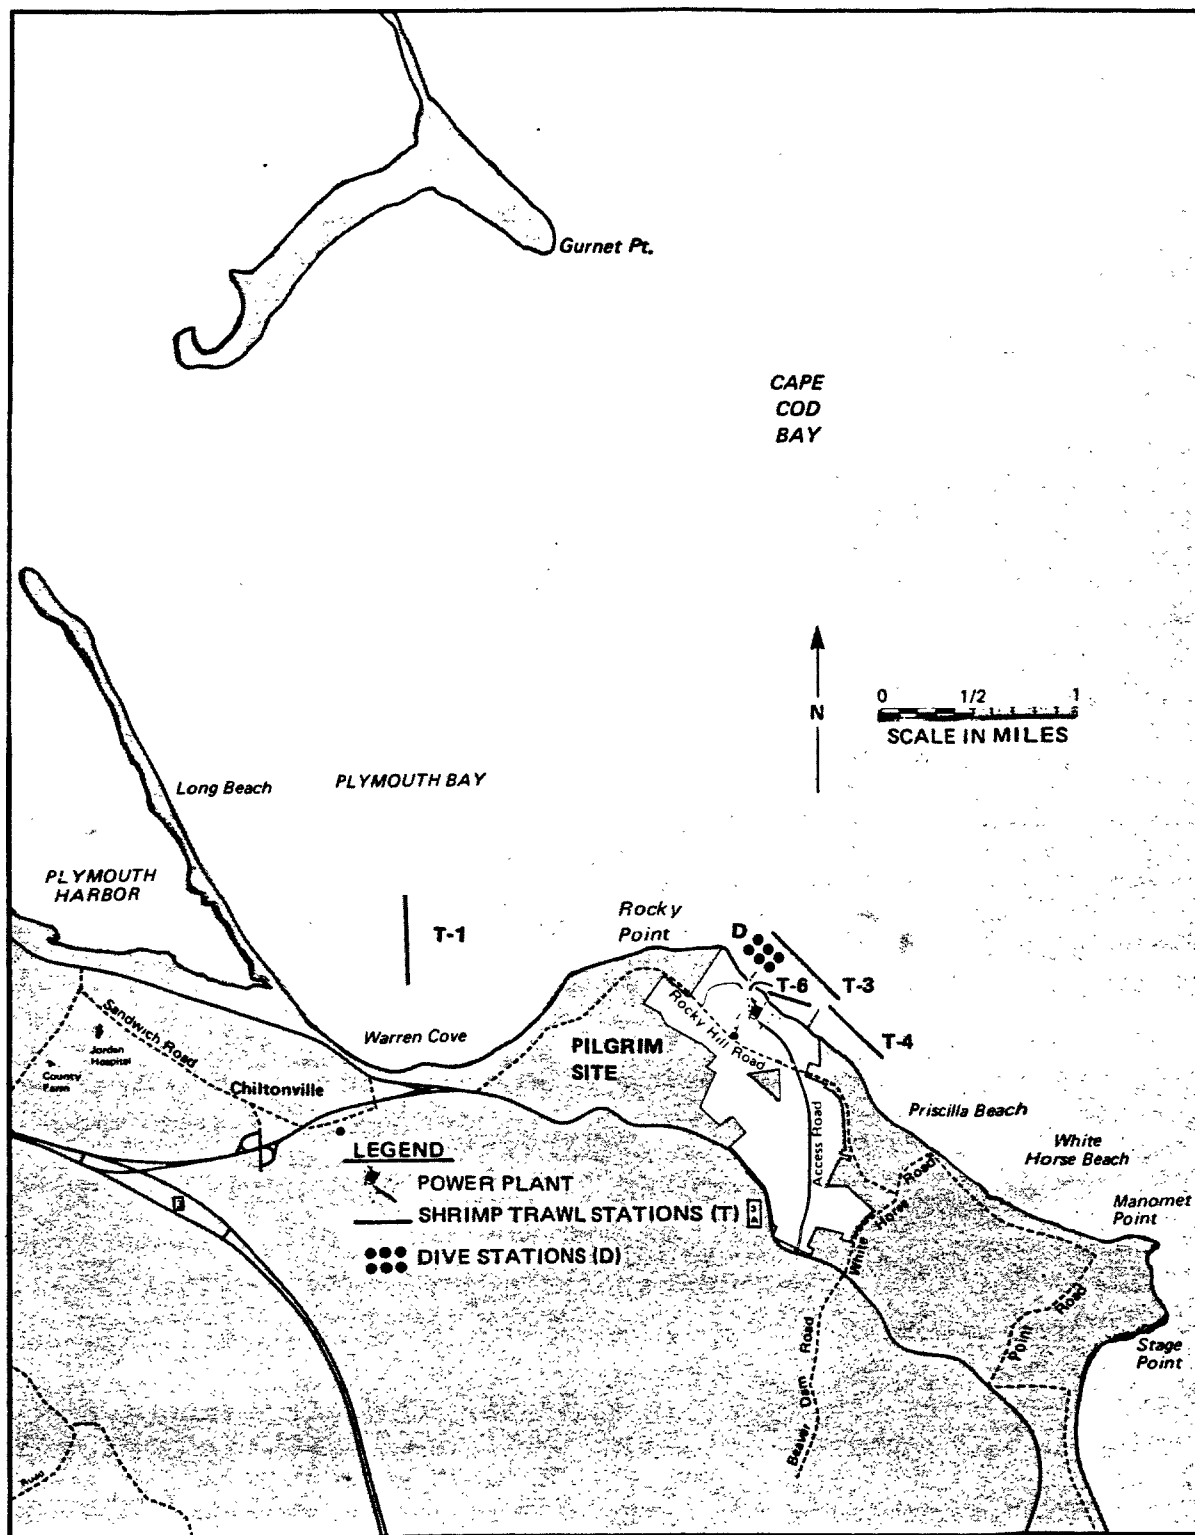 Gurnet Pt.
CAPE
COD
BAY
N
0 1/2 1
SCALE IN MILES
Long Beach
PLYMOUTH BAY
PLYMOUTH
HARBOR
T-1
Rocky
Point
D
T-6
T-3
T-4
Rocky Hill Road
Warren Cove
PILGRIM
SITE
Sandwich Road
Jordan
Hospital
County
Farm
Chiltonville
Access Road
Priscilla Beach
White
Horse Beach
Manomet
Point
White Horse Road
LEGEND
POWER PLANT
SHRIMP TRAWL STATIONS (T)
DIVE STATIONS (D)
3
A
3
Beaver Dam Road
Point Road
Stage
Point